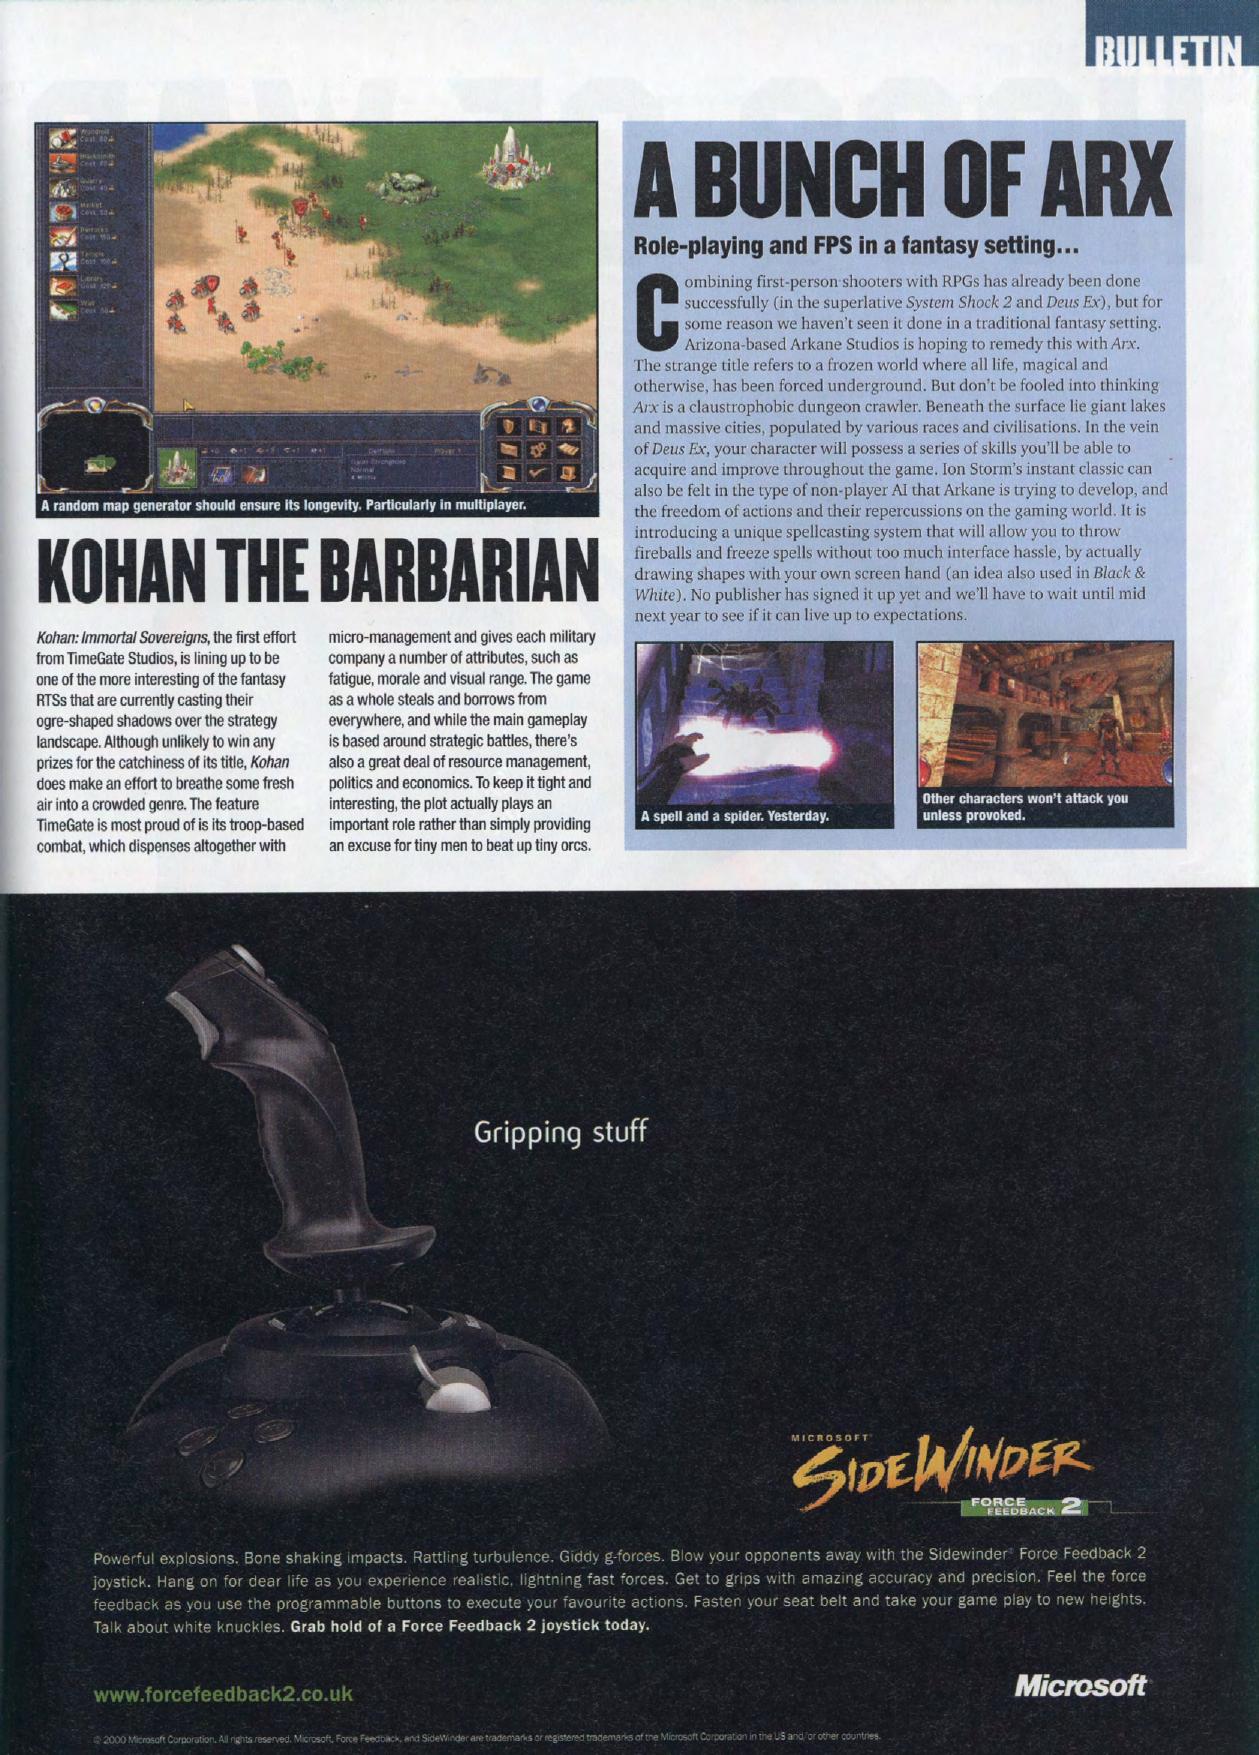 BULLETIN
Cost: 80
Blacksmith
Quarry
Market
Library
Wall
A random map generator should ensure its longevity. Particularly in multiplayer.
KOHAN THE BARBARIAN
Kohan: Immortal Sovereigns, the first effort
from TimeGate Studios, is lining up to be
one of the more interesting of the fantasy
RTSs that are currently casting their
ogre-shaped shadows over the strategy
landscape. Although unlikely to win any
prizes for the catchiness of its title, Kohan
does make an effort to breathe some fresh
air into a crowded genre. The feature
TimeGate is most proud of is its troop-based
combat, which dispenses altogether with
micro-management and gives each military
company a number of attributes, such as
fatigue, morale and visual range. The game
as a whole steals and borrows from
everywhere, and while the main gameplay
is based around strategic battles, there's
also a great deal of resource management,
politics and economics. To keep it tight and
interesting, the plot actually plays an
important role rather than simply providing
an excuse for tiny men to beat up tiny orcs.
A BUNCH OF ARX
Role-playing and FPS in a fantasy setting...
Combining first-person shooters with RPGs has already been done
successfully (in the superlative System Shock 2 and Deus Ex), but for
some reason we haven't seen it done in a traditional fantasy setting.
Arizona-based Arkane Studios is hoping to remedy this with Arx.
The strange title refers to a frozen world where all life, magical and
otherwise, has been forced underground. But don't be fooled into thinking
Arx is a claustrophobic dungeon crawler. Beneath the surface lie giant lakes
and massive cities, populated by various races and civilisations. In the vein
of Deus Ex, your character will possess a series of skills you'll be able to
acquire and improve throughout the game. Ion Storm's instant classic can
also be felt in the type of non-player AI that Arkane is trying to develop, and
the freedom of actions and their repercussions on the gaming world. It is
introducing a unique spellcasting system that will allow you to throw
fireballs and freeze spells without too much interface hassle, by actually
drawing shapes with your own screen hand (an idea also used in Black &
White). No publisher has signed it up yet and we'll have to wait until mid
next year to see if it can live up to expectations.
A spell and a spider. Yesterday.
Other characters won't attack you
unless provoked.
Gripping stuff
MICROSOFT
SIDEWINDER
FORCE
FEEDBACK 2
Powerful explosions. Bone shaking impacts. Rattling turbulence. Giddy g-forces. Blow your opponents away with the Sidewinder® Force Feedback 2
joystick. Hang on for dear life as you experience realistic, lightning fast forces. Get to grips with amazing accuracy and precision. Feel the force
feedback as you use the programmable buttons to execute your favourite actions. Fasten your seat belt and take your game play to new heights.
Talk about white knuckles. Grab hold of a Force Feedback 2 joystick today.
www.forcefeedback2.co.uk
Microsoft
© 2000 Microsoft Corporation. All rights reserved. Microsoft, Force Feedback, and SideWinder are trademarks or registered trademarks of the Microsoft Corporation in the US and/or other countries.